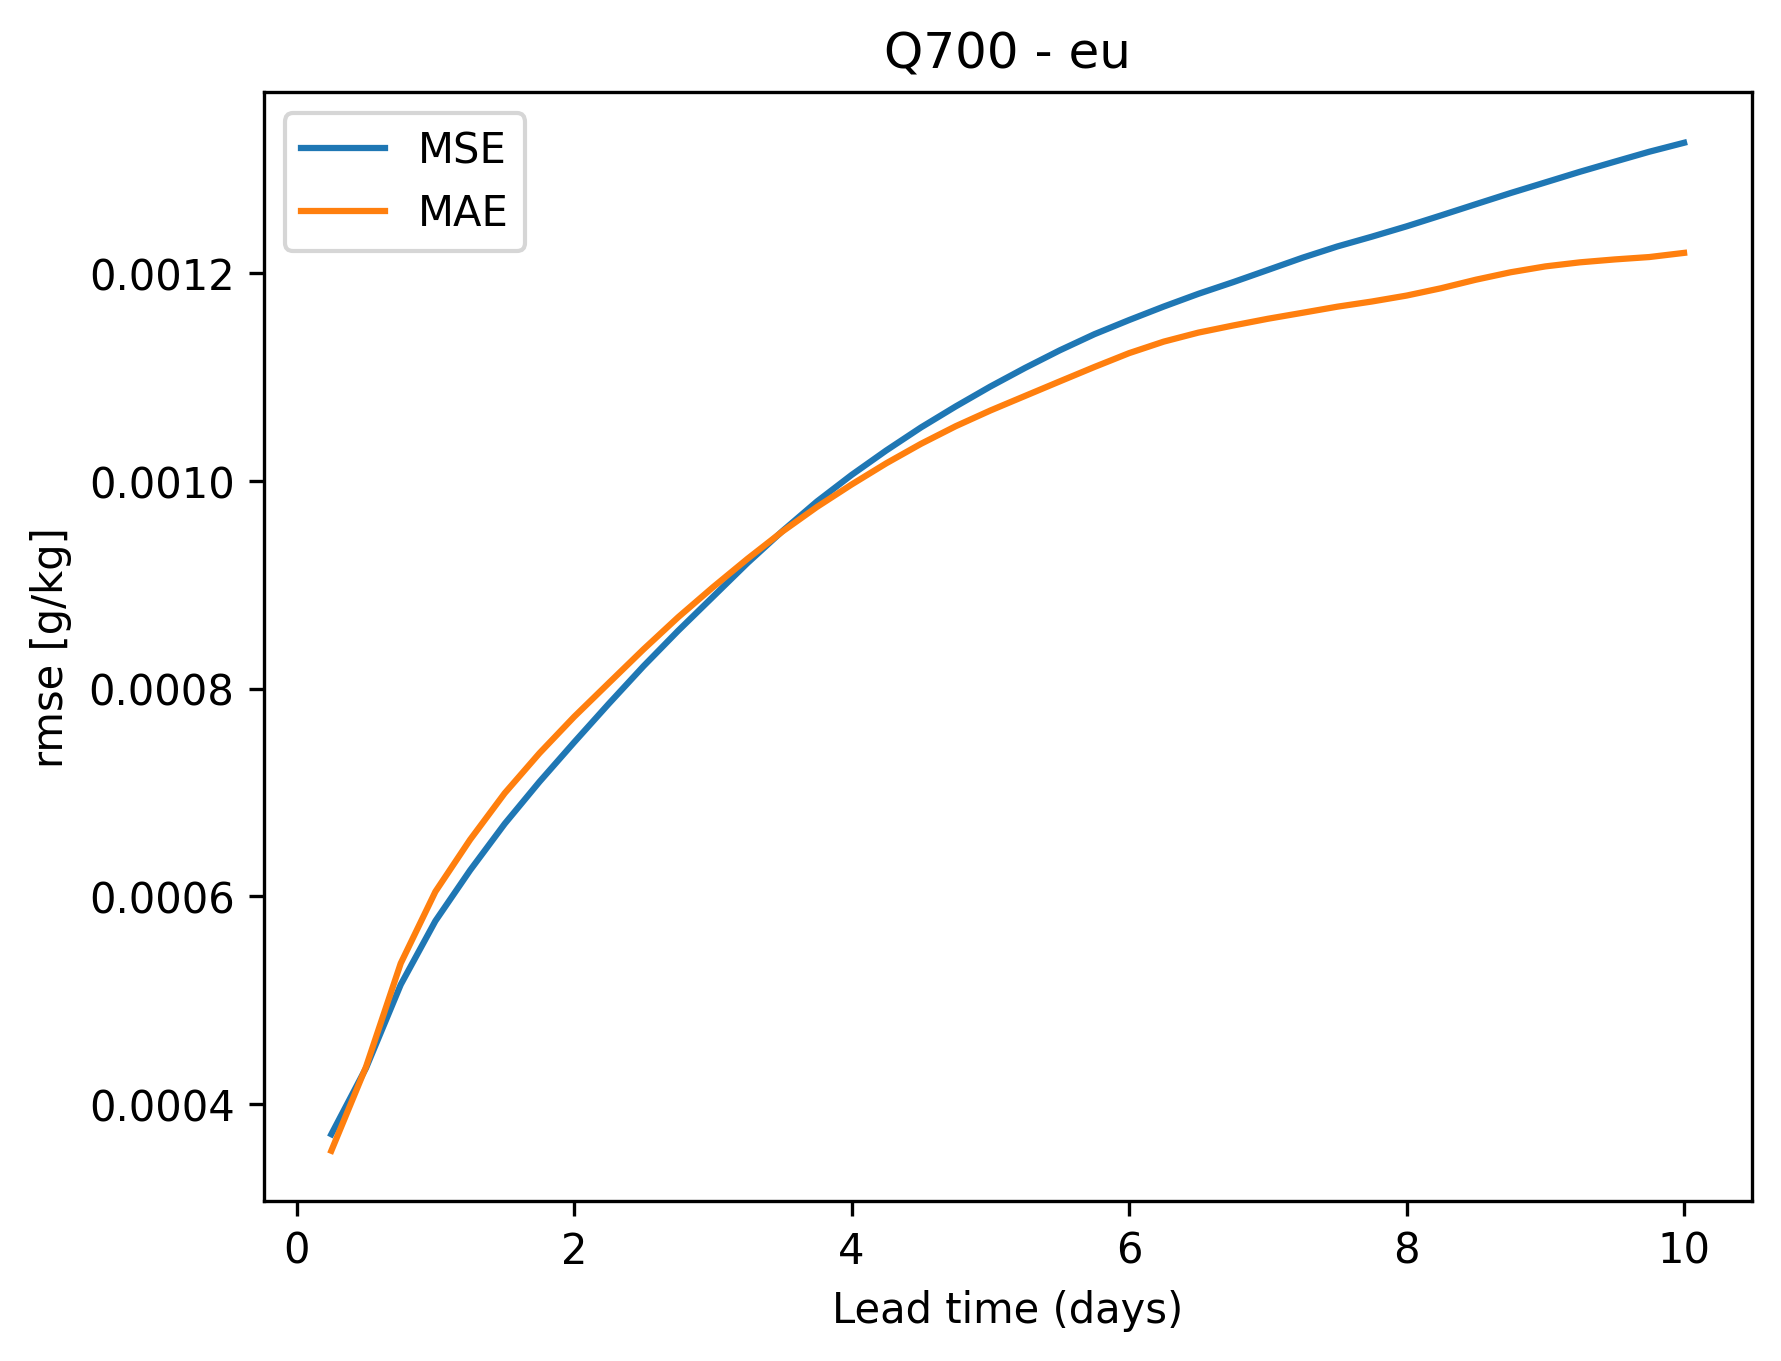 Q700 - eu
MSE
MAE
rmse [g/kg]
0.0012
0.0010
0.0008
0.0006
0.0004
0 2 4 6 8 10
Lead time (days)